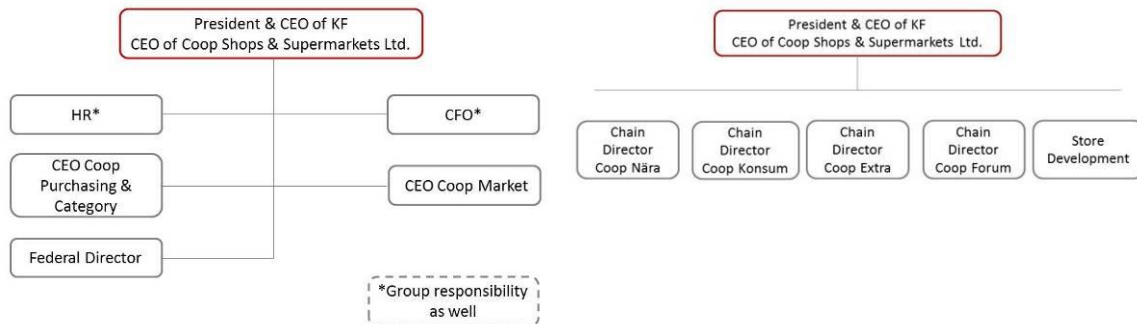 President & CEO of KF
CEO of Coop Shops & Supermarkets Ltd.
HR*
CFO*
CEO Coop
Purchasing &
Category
CEO Coop Market
Federal Director
*Group responsibility
as well
President & CEO of KF
CEO of Coop Shops & Supermarkets Ltd.
Chain
Director
Coop Nära
Chain
Director
Coop Konsum
Chain
Director
Coop Extra
Chain
Director
Coop Forum
Store
Development